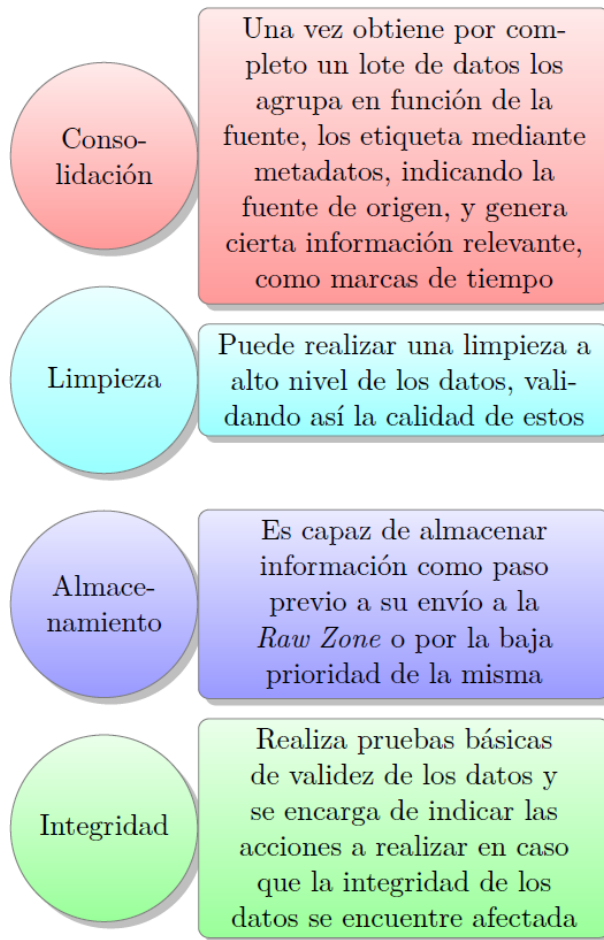 Conso-
lidación
Una vez obtiene por com-
pleto un lote de datos los
agrupa en función de la
fuente, los etiqueta mediante
metadatos, indicando la
fuente de origen, y genera
cierta información relevante,
como marcas de tiempo
Limpieza
Puede realizar una limpieza a
alto nivel de los datos, vali-
dando así la calidad de estos
Almace-
namiento
Es capaz de almacenar
información como paso
previo a su envío a la
Raw Zone o por la baja
prioridad de la misma
Integridad
Realiza pruebas básicas
de validez de los datos y
se encarga de indicar las
acciones a realizar en caso
que la integridad de los
datos se encuentre afectada